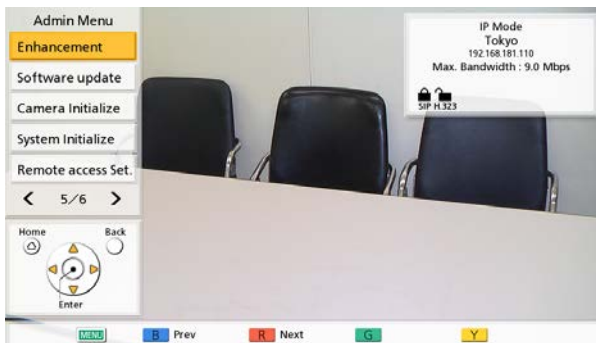 Admin Menu
Enhancement
Software update
Camera Initialize
System Initialize
Remote access Set.
5/6
IP Mode
Tokyo
192.168.181.110
Max. Bandwidth : 9.0 Mbps
SIP H.323
Home
Back
Enter
MENU B Prev R Next G Y